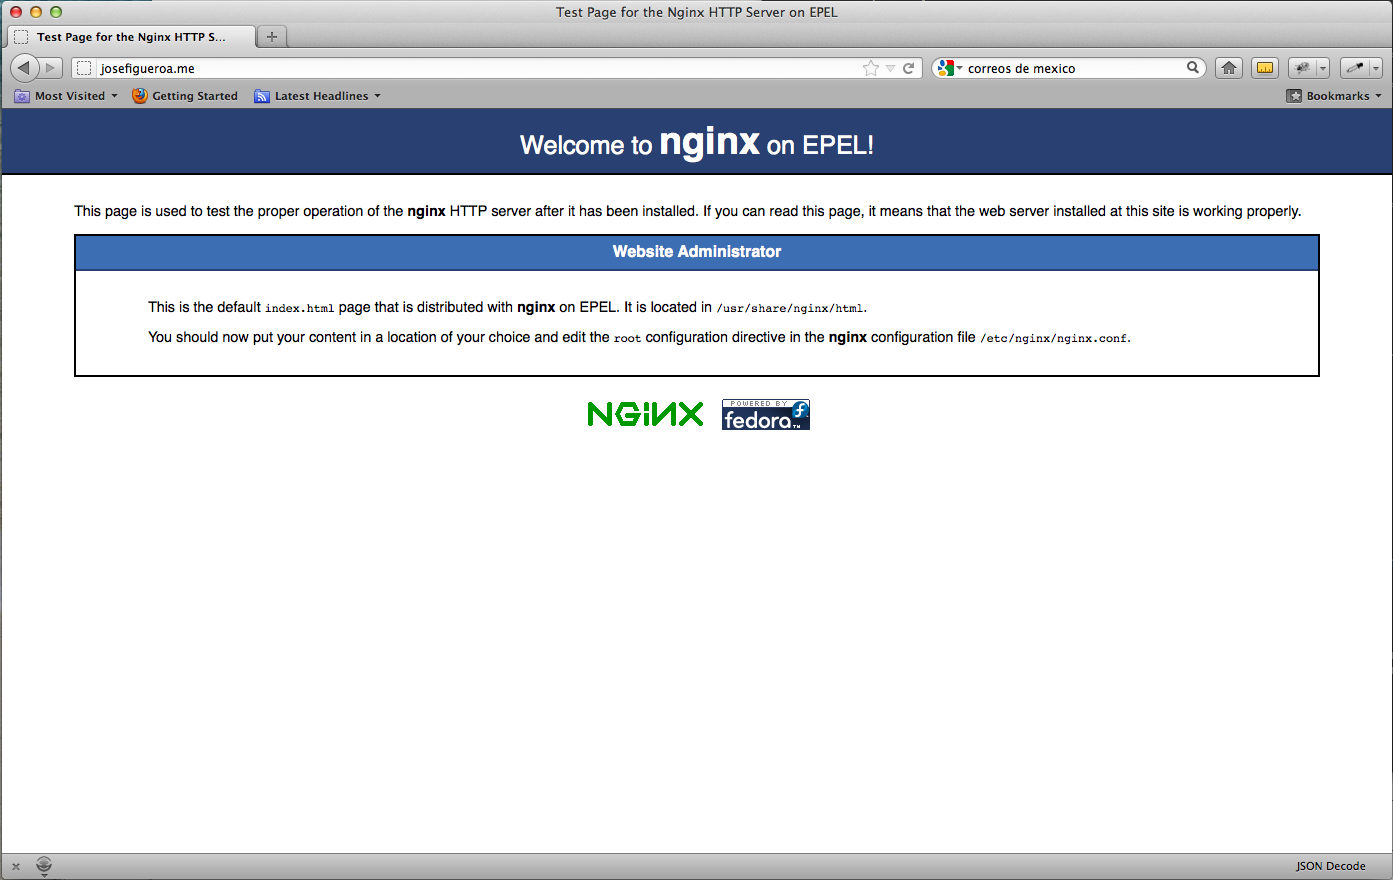 Test Page for the Nginx HTTP Server on EPEL
Test Page for the Nginx HTTP S...
josefigueroa.me
correos de mexico
Most Visited
Getting Started
Latest Headlines
Bookmarks
Welcome to nginx on EPEL!
This page is used to test the proper operation of the nginx HTTP server after it has been installed. If you can read this page, it means that the web server installed at this site is working properly.
Website Administrator
This is the default index.html page that is distributed with nginx on EPEL. It is located in /usr/share/nginx/html.
You should now put your content in a location of your choice and edit the root configuration directive in the nginx configuration file /etc/nginx/nginx.conf.
NGiNX
POWERED BY
fedora™
JSON Decode